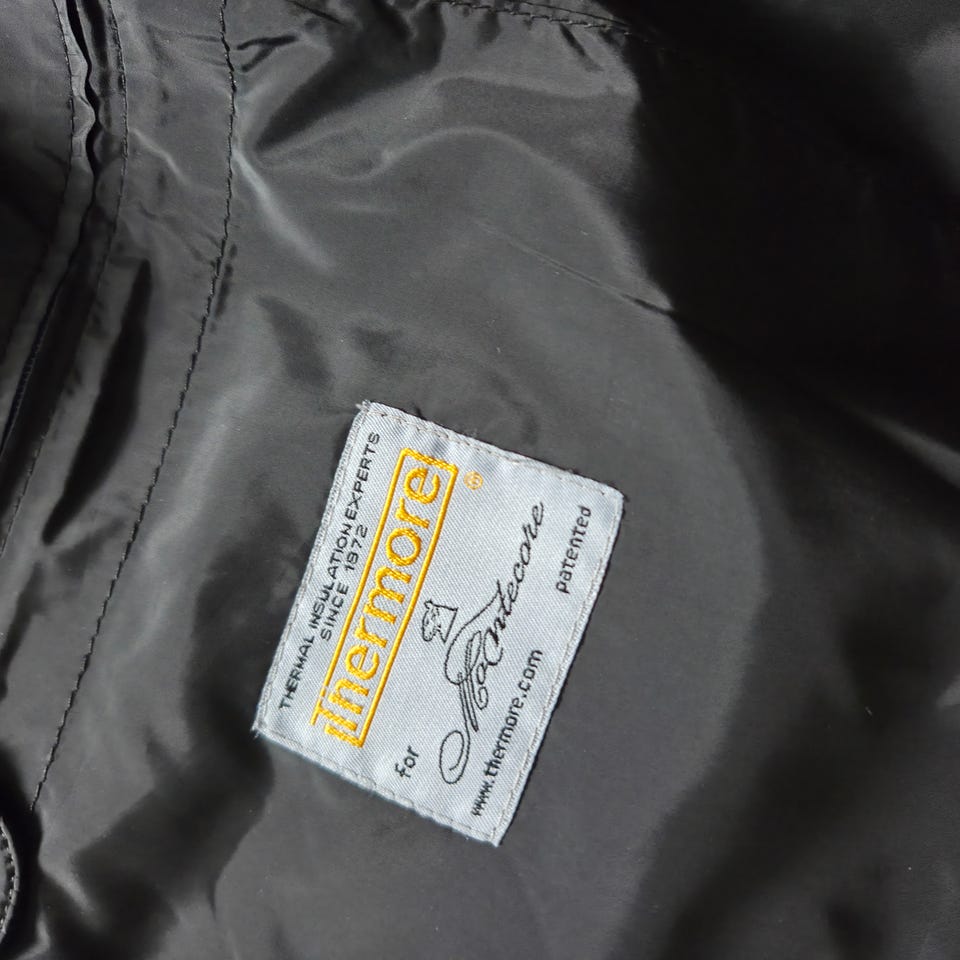 THERMAL INSULATION EXPERTS
SINCE 1972
Thermore®
for Montecore
www.thermore.com patented